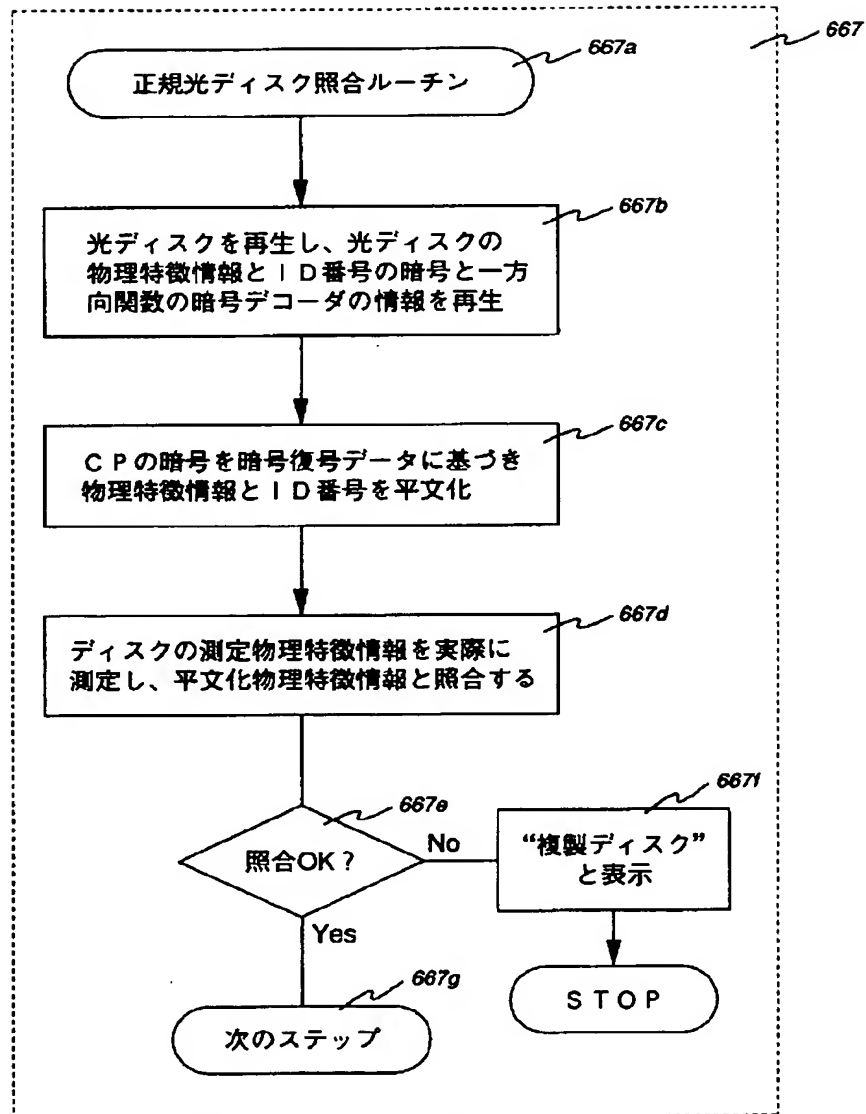 667
667a
正規光ディスク照合ルーチン
667b
光ディスクを再生し、光ディスクの
物理特徴情報とID番号の暗号と一方
向関数の暗号デコーダの情報を再生
667c
CPの暗号を暗号復号データに基づき
物理特徴情報とID番号を平文化
667d
ディスクの測定物理特徴情報を実際に
測定し、平文化物理特徴情報と照合する
667e
照合OK?
No
667f
“複製ディスク”
と表示
Yes
STOP
667g
次のステップ